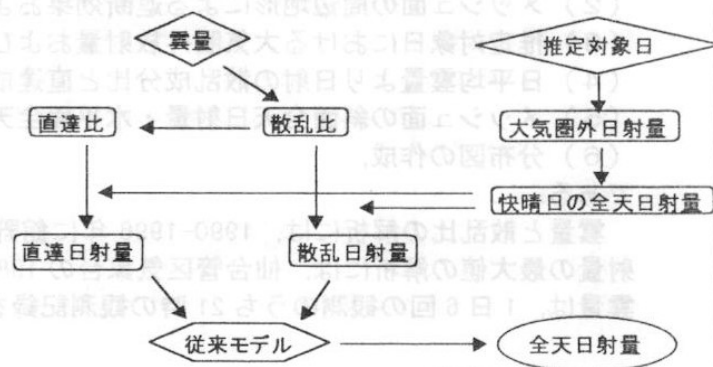 雲量
推定対象日
直達比
散乱比
大気圏外日射量
快晴日の全天日射量
直達日射量
散乱日射量
従来モデル
全天日射量